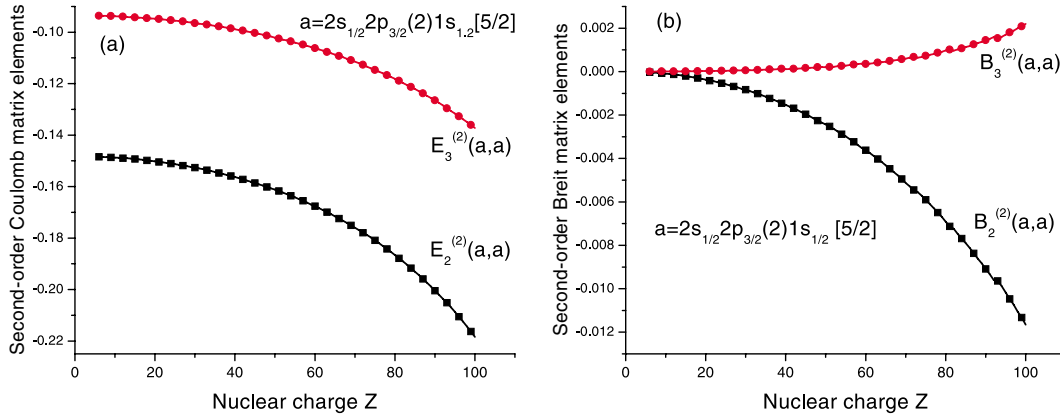 (a)
a=2s1/22p3/2(2)1s1.2[5/2]
Second-order Coulomb matrix elements
-0.10
-0.12
-0.14
-0.16
-0.18
-0.20
-0.22
E3(2)(a,a)
E2(2)(a,a)
0 20 40 60 80 100
Nuclear charge Z
(b)
Second-order Breit matrix elements
0.002
0.000
-0.002
-0.004
-0.006
-0.008
-0.010
-0.012
B3(2)(a,a)
a=2s1/22p3/2(2)1s1/2 [5/2]
B2(2)(a,a)
0 20 40 60 80 100
Nuclear charge Z